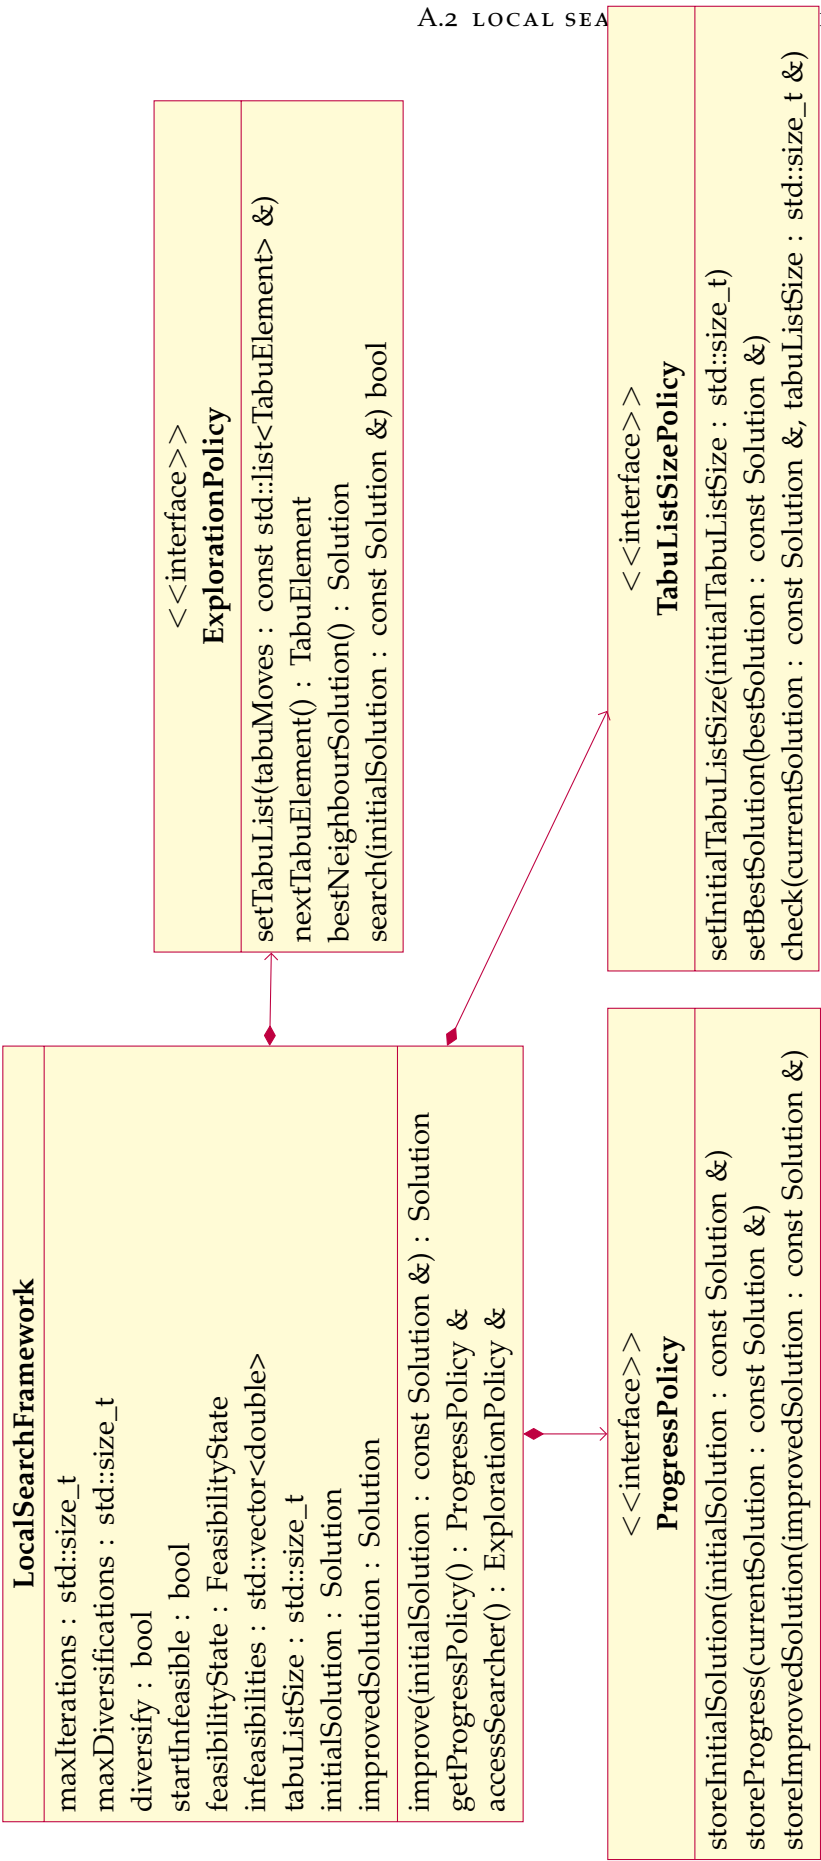 A.2 LOCAL SEA
LocalSearchFramework
maxIterations : std::size_t
maxDiversifications : std::size_t
diversify : bool
startInfeasible : bool
feasibilityState : FeasibilityState
infeasibilities : std::vector<double>
tabuListSize : std::size_t
initialSolution : Solution
improvedSolution : Solution
improve(initialSolution : const Solution &) : Solution
getProgressPolicy() : ProgressPolicy &
accessSearcher() : ExplorationPolicy &
<<interface>>
ExplorationPolicy
setTabuList(tabuMoves : const std::list<TabuElement> &)
nextTabuElement() : TabuElement
bestNeighbourSolution() : Solution
search(initialSolution : const Solution &) bool
<<interface>>
ProgressPolicy
storeInitialSolution(initialSolution : const Solution &)
storeProgress(currentSolution : const Solution &)
storeImprovedSolution(improvedSolution : const Solution &)
<<interface>>
TabuListSizePolicy
setInitialTabuListSize(initialTabuListSize : std::size_t)
setBestSolution(bestSolution : const Solution &)
check(currentSolution : const Solution &, tabuListSize : std::size_t &)